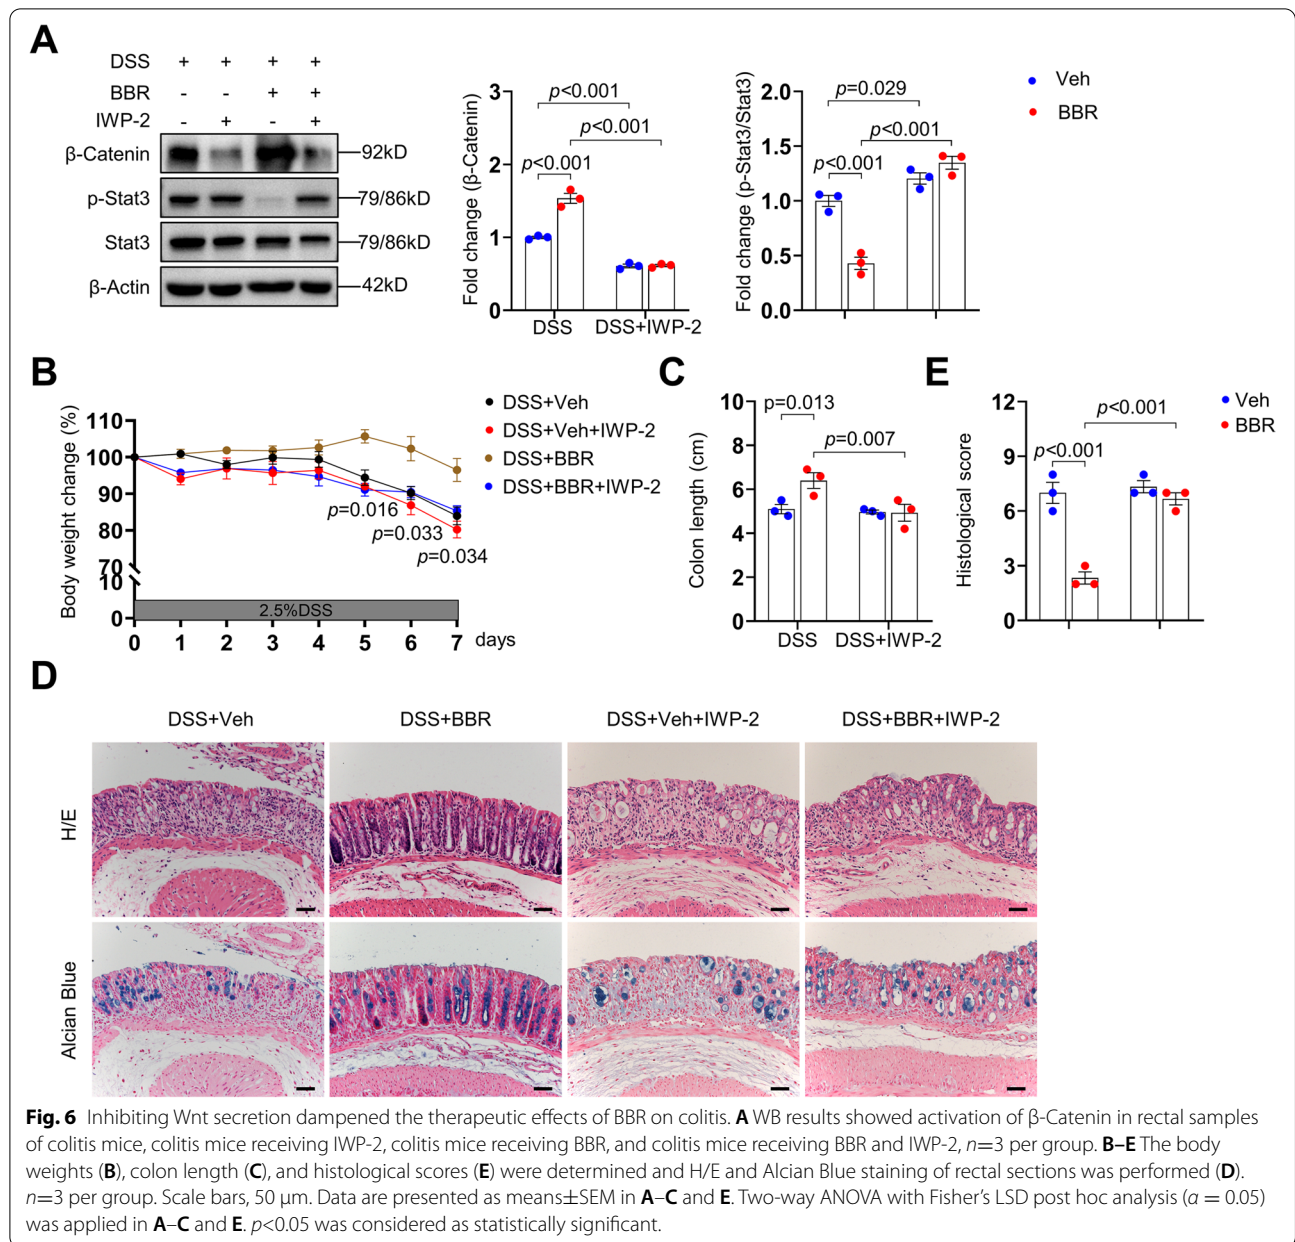 A
DSS + + + +
BBR - - + +
IWP-2 - + - +
β-Catenin 92kD
p-Stat3 79/86kD
Stat3 79/86kD
β-Actin 42kD
Fold change (β-Catenin)
3
2
1
0
p<0.001
p<0.001
p<0.001
DSS DSS+IWP-2
Fold change (p-Stat3/Stat3)
2.0
1.5
1.0
0.5
0.0
p=0.029
p<0.001
p<0.001
Veh
BBR
B
Body weight change (%)
110
100
90
80
70
10
0
DSS+Veh
DSS+Veh+IWP-2
DSS+BBR
DSS+BBR+IWP-2
p=0.016
p=0.033
p=0.034
2.5%DSS
0 1 2 3 4 5 6 7 days
C
Colon length (cm)
10
8
6
4
2
0
p=0.013
p=0.007
DSS DSS+IWP-2
E
Histological score
12
9
6
3
0
p<0.001
p<0.001
Veh
BBR
D
DSS+Veh DSS+BBR DSS+Veh+IWP-2 DSS+BBR+IWP-2
H/E
Alcian Blue
Fig. 6 Inhibiting Wnt secretion dampened the therapeutic effects of BBR on colitis. A WB results showed activation of β-Catenin in rectal samples
of colitis mice, colitis mice receiving IWP-2, colitis mice receiving BBR, and colitis mice receiving BBR and IWP-2, n=3 per group. B–E The body
weights (B), colon length (C), and histological scores (E) were determined and H/E and Alcian Blue staining of rectal sections was performed (D).
n=3 per group. Scale bars, 50 μm. Data are presented as means±SEM in A–C and E. Two-way ANOVA with Fisher's LSD post hoc analysis (α = 0.05)
was applied in A–C and E. p<0.05 was considered as statistically significant.